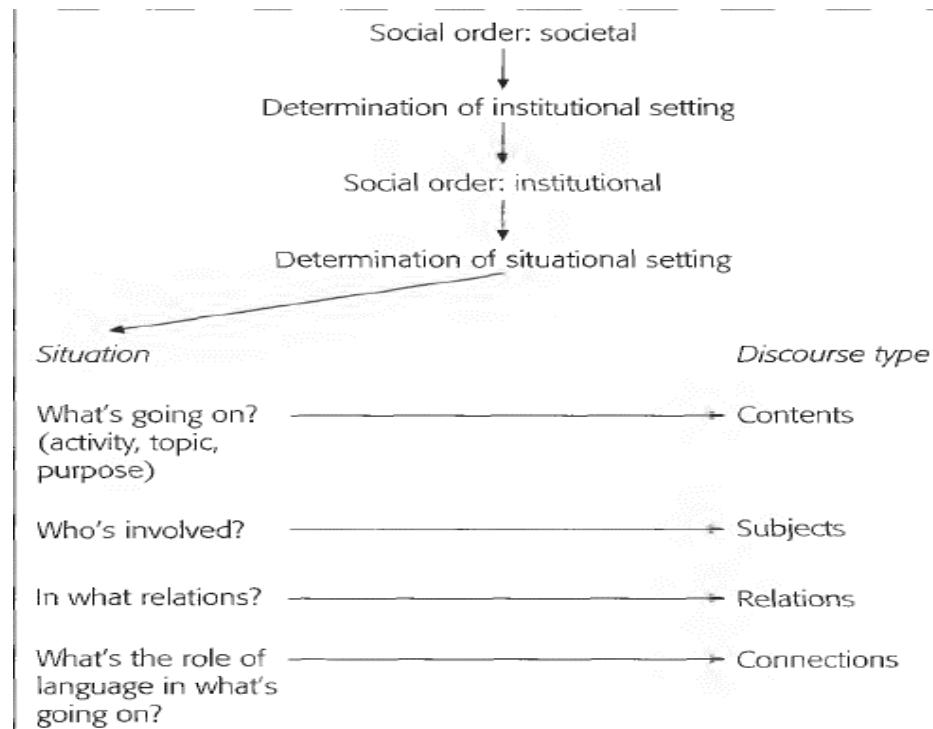 Social order: societal
Determination of institutional setting
Social order: institutional
Determination of situational setting
Situation
Discourse type
What's going on?
(activity, topic,
purpose)
Contents
Who's involved?
Subjects
In what relations?
Relations
What's the role of
language in what's
going on?
Connections